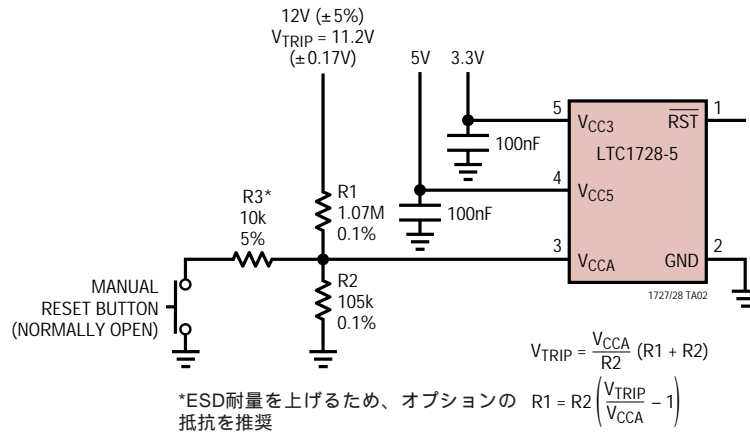 12V (±5%)
VTRIP = 11.2V
(±0.17V)
5V
3.3V
5
VCC3
RST
1
100nF
LTC1728-5
4
VCC5
100nF
R1
1.07M
0.1%
R3*
10k
5%
3
VCCA
GND
2
MANUAL
RESET BUTTON
(NORMALLY OPEN)
R2
105k
0.1%
1727/28 TA02
VTRIP = VCCA/R2 (R1 + R2)
*ESD耐量を上げるため、オプションの
抵抗を推奨
R1 = R2 (VTRIP/VCCA – 1)